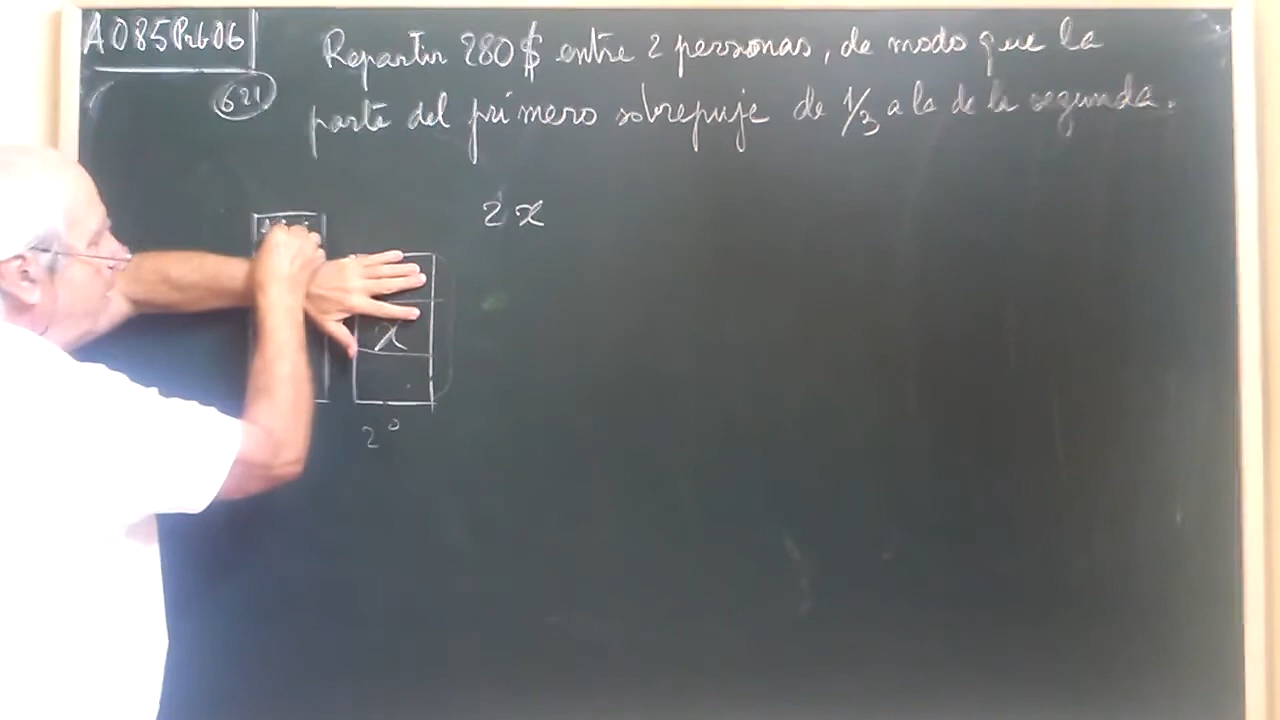 A085Pr606
621
Repartir 280$ entre 2 personas, de modo que la
parte del primero sobrepuje de 1/3 a la de la segunda.
2x
x
2º